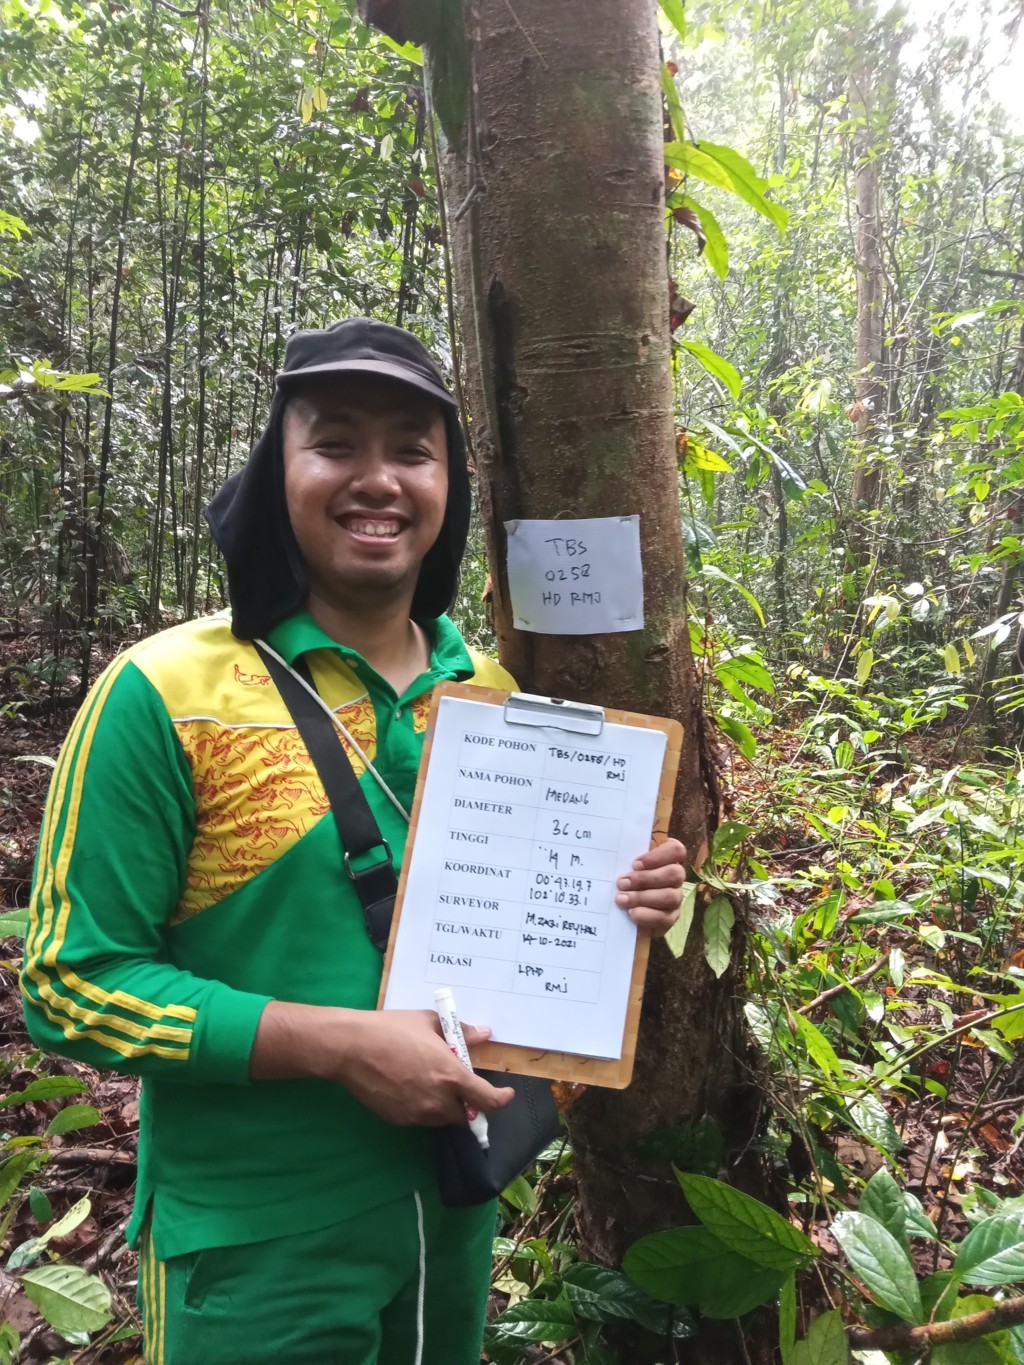 TBS
0258
HD RMJ
KODE POHON TBS/0258/HD
RMJ
NAMA POHON MEDANG
DIAMETER 36 cm
TINGGI 14 M.
KOORDINAT 00°47.19.7
102°10.33.1
SURVEYOR M. ZAKI REYHAN
TGL/WAKTU 14-10-2021
LOKASI LPHD
RMJ